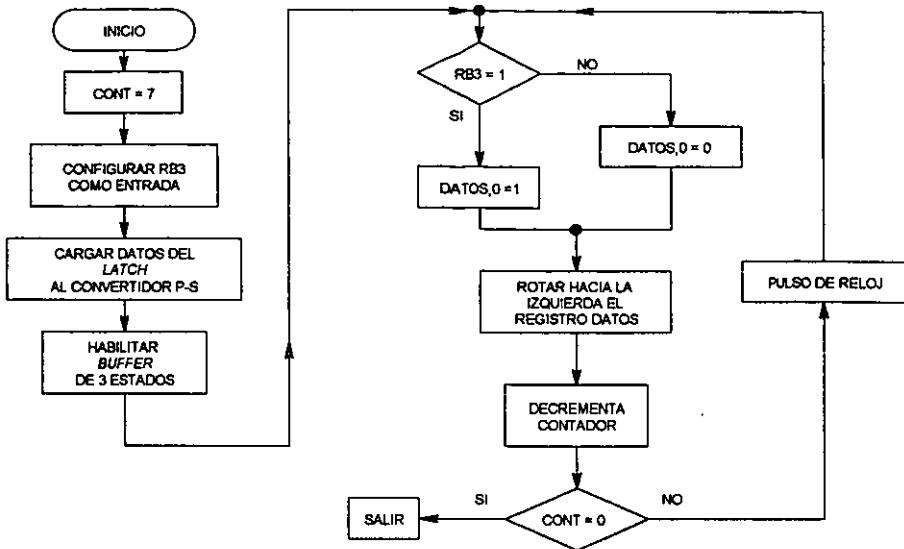 INICIO
CONT = 7
CONFIGURAR RB3
COMO ENTRADA
CARGAR DATOS DEL
LATCH
AL CONVERTIDOR P-S
HABILITAR
BUFFER
DE 3 ESTADOS
RB3 = 1
NO
SI
DATOS,0 = 0
DATOS,0 =1
ROTAR HACIA LA
IZQUIERDA EL
REGISTRO DATOS
PULSO DE RELOJ
DECREMENTA
CONTADOR
SI
NO
CONT = 0
SALIR